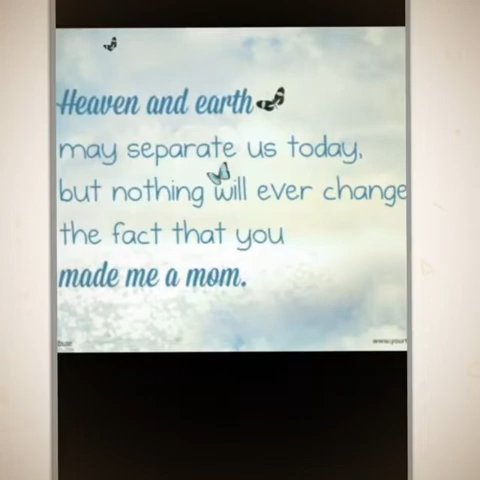 Heaven and earth
may separate us today,
but nothing will ever change
the fact that you
made me a mom.